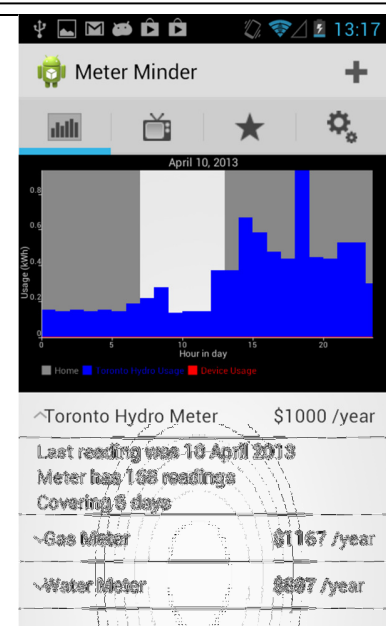 13:17
Meter Minder
April 10, 2013
Usage (kWh)
0.8
0.6
0.4
0.2
0
0 5 10 15 20
Hour in day
Home Toronto Hydro Usage Device Usage
Toronto Hydro Meter $1000 /year
Last reading was 10 April 2013
Meter has 168 readings
Covering 8 days
Gas Meter $1167 /year
Water Meter /year